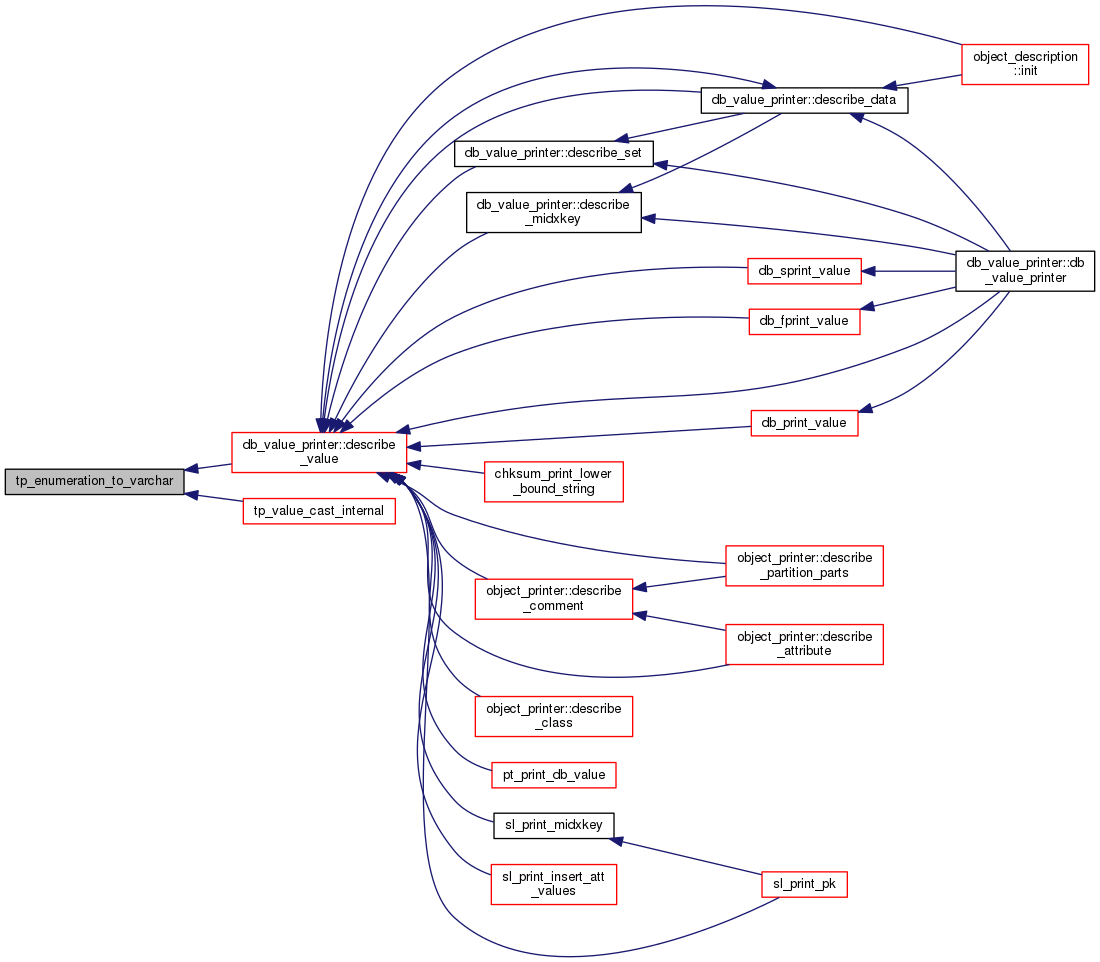 object_description
::init
db_value_printer::describe_data
db_value_printer::describe_set
db_value_printer::describe
_midxkey
db_value_printer::db
_value_printer
db_sprint_value
db_fprint_value
db_print_value
db_value_printer::describe
_value
tp_enumeration_to_varchar
chksum_print_lower
_bound_string
tp_value_cast_internal
object_printer::describe
_partition_parts
object_printer::describe
_comment
object_printer::describe
_attribute
object_printer::describe
_class
pt_print_db_value
sl_print_midxkey
sl_print_insert_att
_values
sl_print_pk